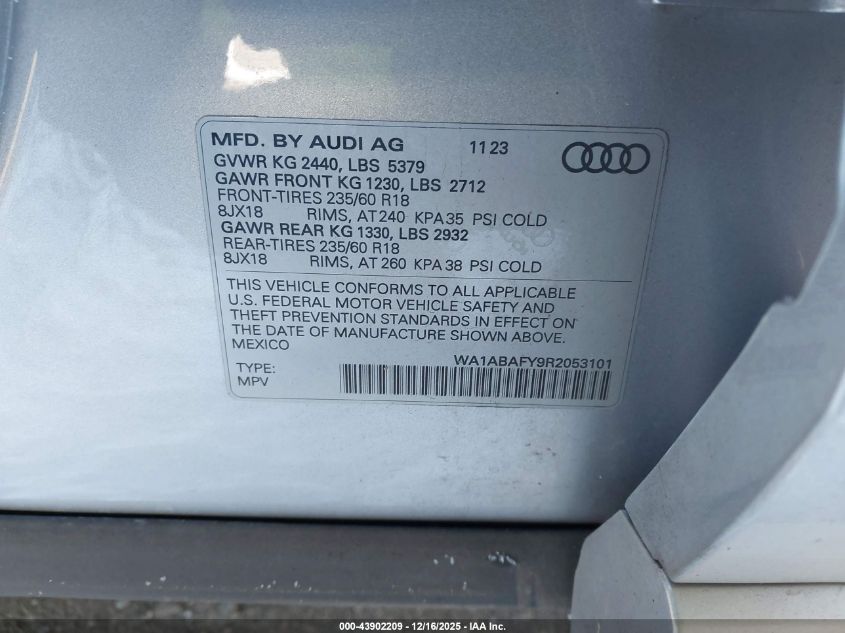 MFD. BY AUDI AG 11 23
GVWR KG 2440, LBS 5379
GAWR FRONT KG 1230, LBS 2712
FRONT-TIRES 235/60 R18
8JX18 RIMS, AT 240 KPA 35 PSI COLD
GAWR REAR KG 1330, LBS 2932
REAR-TIRES 235/60 R18
8JX18 RIMS, AT 260 KPA 38 PSI COLD
THIS VEHICLE CONFORMS TO ALL APPLICABLE
U.S. FEDERAL MOTOR VEHICLE SAFETY AND
THEFT PREVENTION STANDARDS IN EFFECT ON
THE DATE OF MANUFACTURE SHOWN ABOVE.
MEXICO
WA1ABAFY9R2053101
TYPE:
MPV
000-43902209 - 12/16/2025 - IAA Inc.